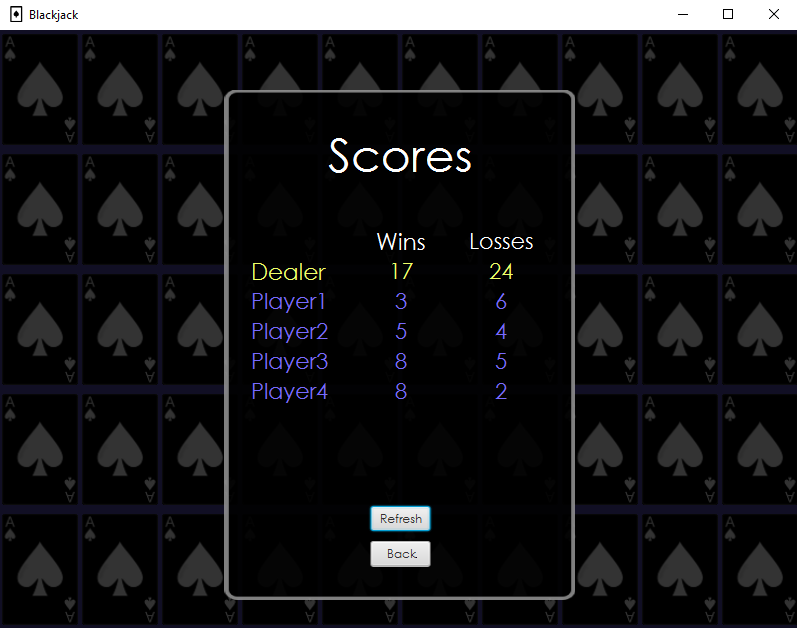 Blackjack
Scores
Wins Losses
Dealer 17 24
Player1 3 6
Player2 5 4
Player3 8 5
Player4 8 2
Refresh
Back